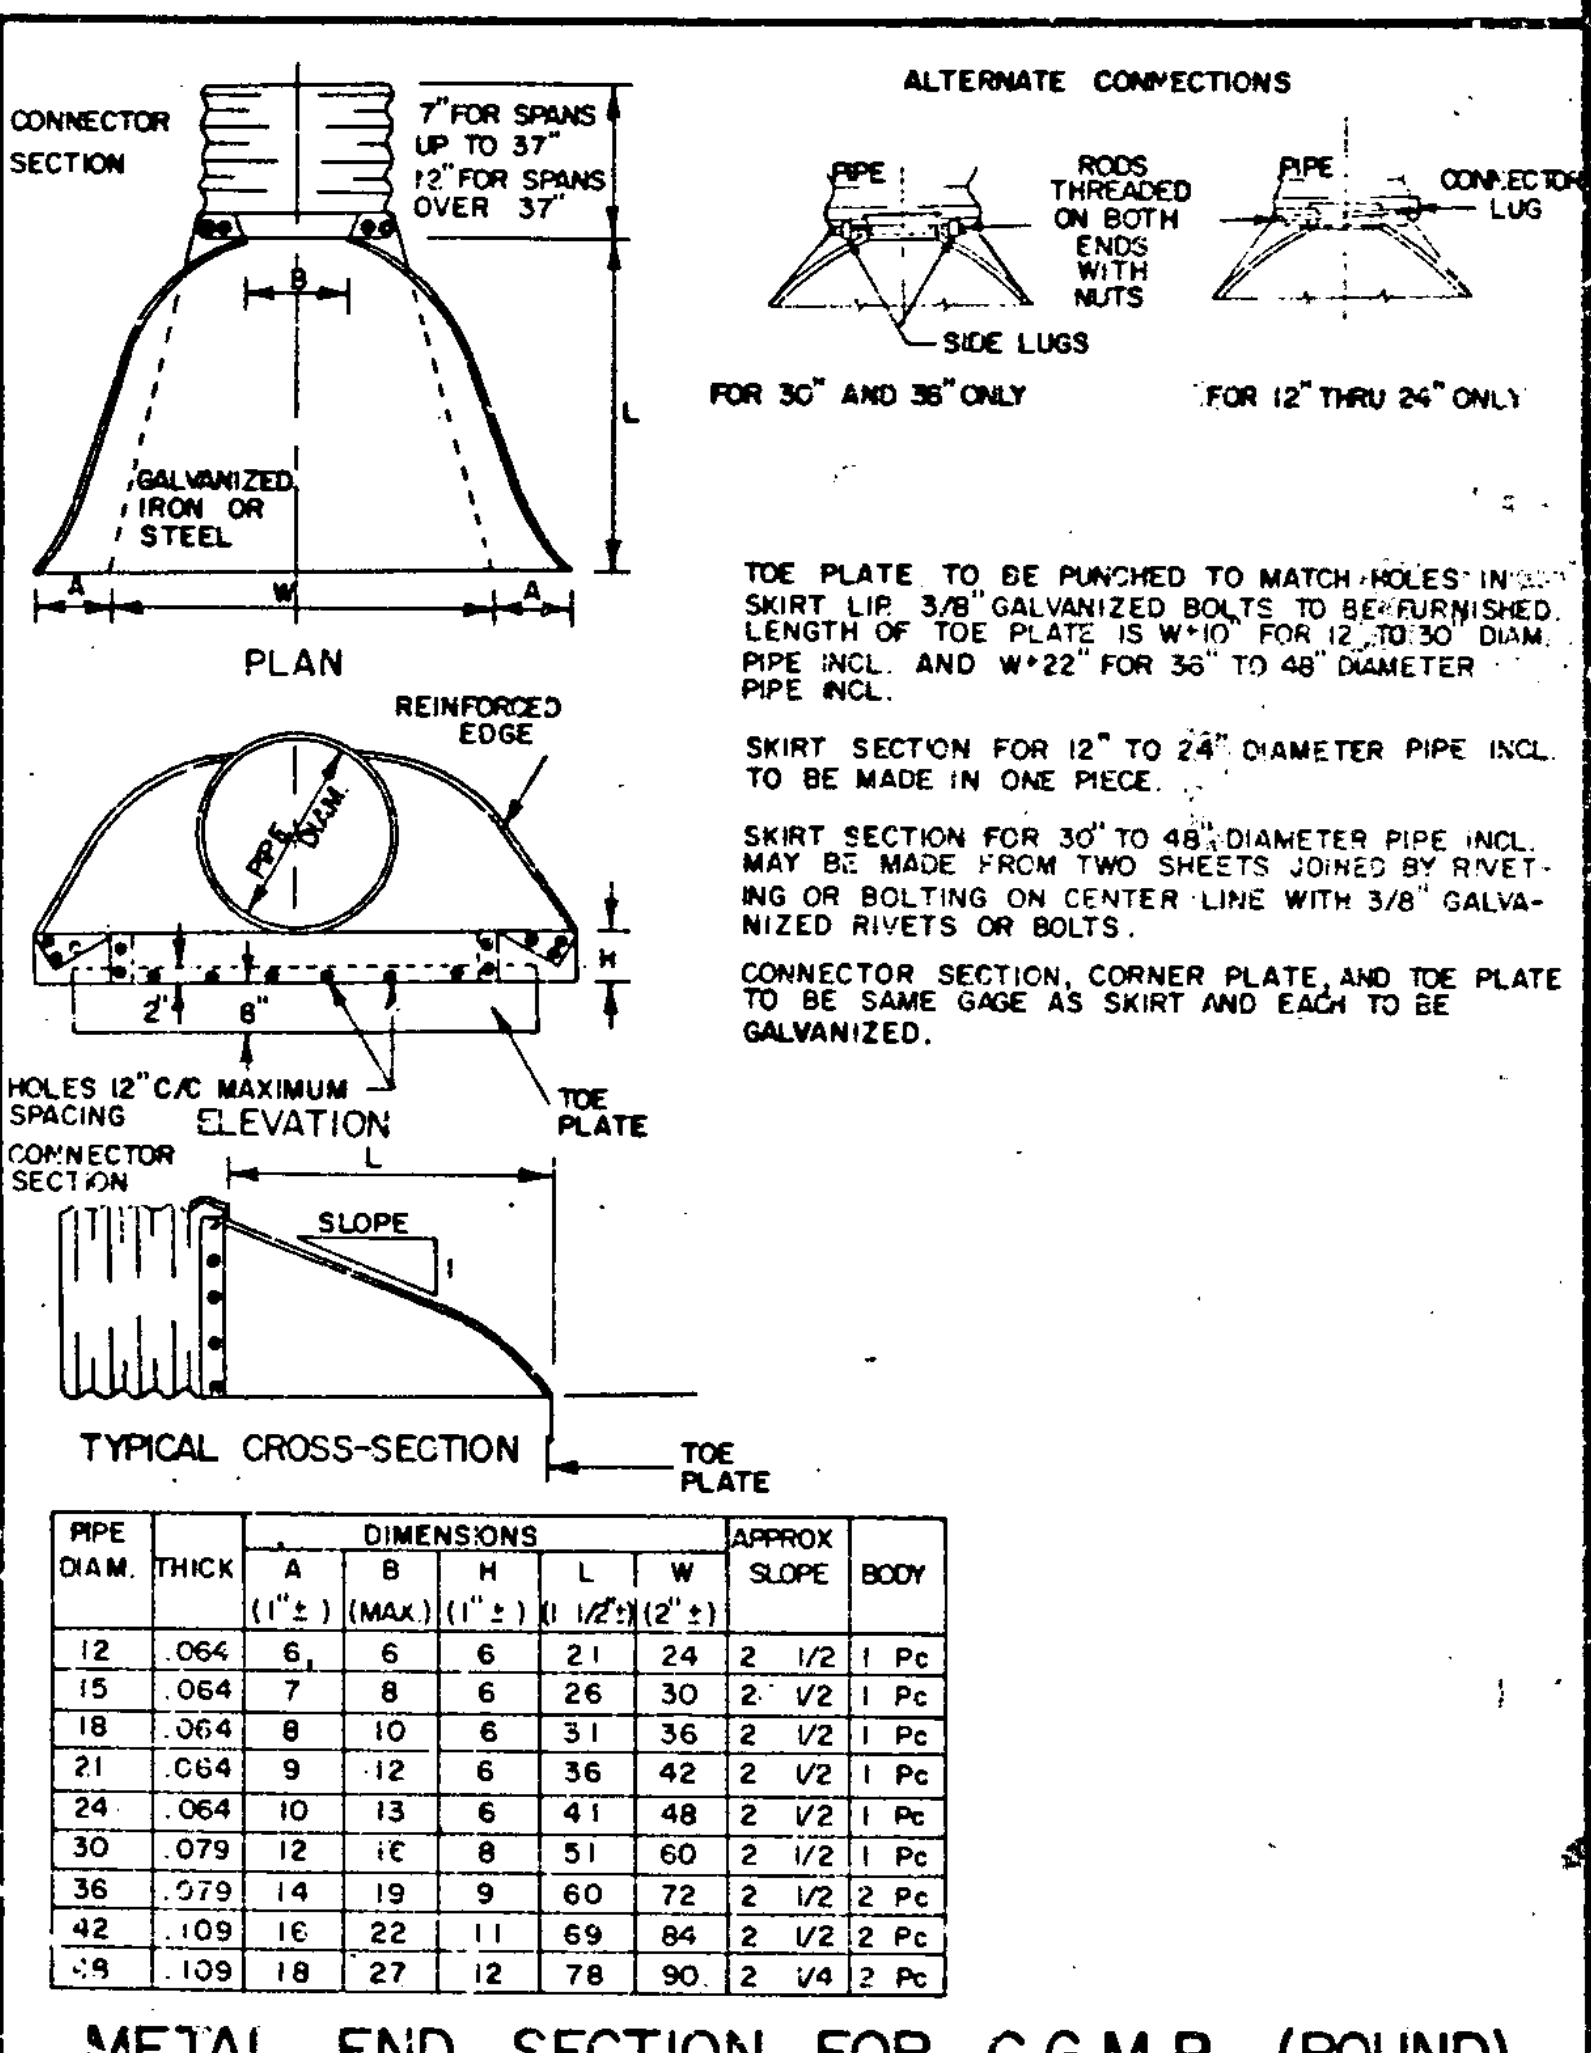 CONNECTOR
SECTION
7" FOR SPANS
UP TO 37"
12" FOR SPANS
OVER 37"
B
L
GALVANIZED
IRON OR
STEEL
A W A
PLAN
ALTERNATE CONNECTIONS
PIPE
RODS
THREADED
ON BOTH
ENDS
WITH
NUTS
SIDE LUGS
FOR 30" AND 36" ONLY
PIPE
CONNECTOR
LUG
FOR 12" THRU 24" ONLY
TOE PLATE TO BE PUNCHED TO MATCH HOLES IN
SKIRT LIP. 3/8" GALVANIZED BOLTS TO BE FURNISHED.
LENGTH OF TOE PLATE IS W+10" FOR 12 TO 30" DIAM.
PIPE INCL. AND W+22" FOR 36" TO 48" DIAMETER
PIPE INCL.
SKIRT SECTION FOR 12" TO 24" DIAMETER PIPE INCL.
TO BE MADE IN ONE PIECE.
SKIRT SECTION FOR 30" TO 48" DIAMETER PIPE INCL.
MAY BE MADE FROM TWO SHEETS JOINED BY RIVET-
ING OR BOLTING ON CENTER LINE WITH 3/8" GALVA-
NIZED RIVETS OR BOLTS.
CONNECTOR SECTION, CORNER PLATE, AND TOE PLATE
TO BE SAME GAGE AS SKIRT AND EACH TO BE
GALVANIZED.
REINFORCED
EDGE
PIPE DIAM.
H
2" 8"
HOLES 12" C/C MAXIMUM
SPACING
TOE
PLATE
ELEVATION
CONNECTOR
SECTION
L
SLOPE
1
TYPICAL CROSS-SECTION
TOE
PLATE
PIPE DIMENSIONS APPROX
DIAM. THICK A B H L W SLOPE BODY
(1"±) (MAX.) (1"±) (1 1/2"±) (2"±)
12 .064 6 6 6 21 24 2 1/2 1 Pc
15 .064 7 8 6 26 30 2 1/2 1 Pc
18 .064 8 10 6 31 36 2 1/2 1 Pc
21 .064 9 12 6 36 42 2 1/2 1 Pc
24 .064 10 13 6 41 48 2 1/2 1 Pc
30 .079 12 16 8 51 60 2 1/2 1 Pc
36 .079 14 19 9 60 72 2 1/2 2 Pc
42 .109 16 22 11 69 84 2 1/2 2 Pc
48 .109 18 27 12 78 90 2 1/4 2 Pc
METAL END SECTION FOR C.G.M.P. (ROUND)